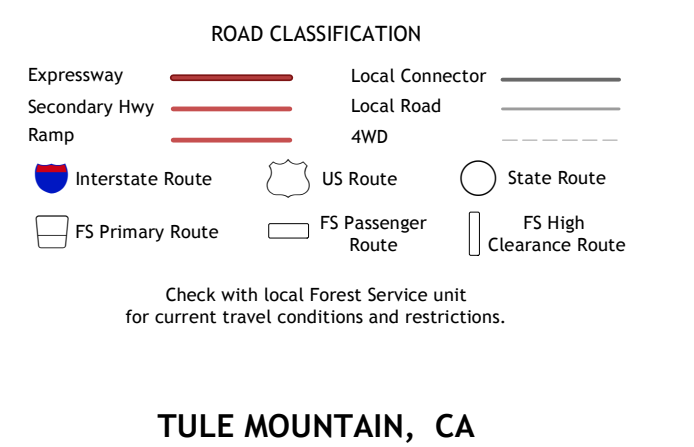 ROAD CLASSIFICATION
Expressway
Local Connector
Secondary Hwy
Local Road
Ramp
4WD
Interstate Route
US Route
State Route
FS Primary Route
FS Passenger
Route
FS High
Clearance Route
Check with local Forest Service unit
for current travel conditions and restrictions.
TULE MOUNTAIN, CA